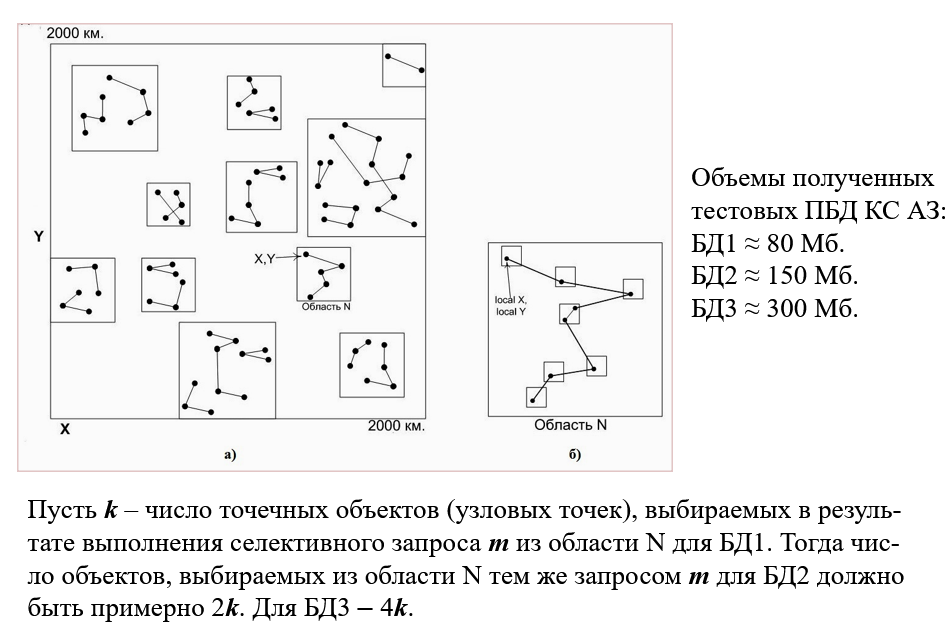 2000 км.
Y
X,Y
Область N
X
2000 км.
а)
local X,
local Y
Область N
б)
Объемы полученных
тестовых ПБД КС АЗ:
БД1 ≈ 80 Мб.
БД2 ≈ 150 Мб.
БД3 ≈ 300 Мб.
Пусть k – число точечных объектов (узловых точек), выбираемых в резуль-
тате выполнения селективного запроса m из области N для БД1. Тогда чис-
ло объектов, выбираемых из области N тем же запросом m для БД2 должно
быть примерно 2k. Для БД3 – 4k.